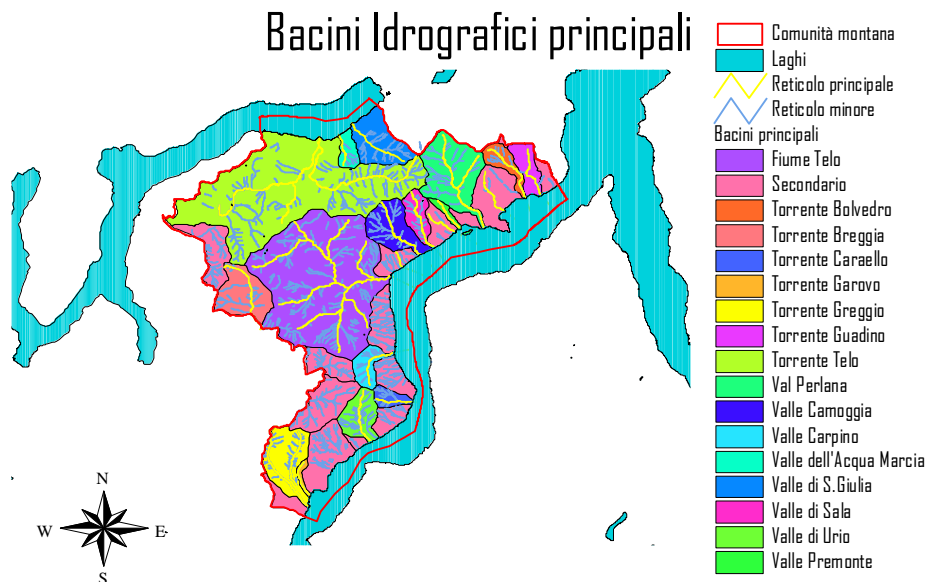 Bacini Idrografici principali
Comunità montana
Laghi
Reticolo principale
Reticolo minore
Bacini principali
Fiume Telo
Secondario
Torrente Bolvedro
Torrente Breggia
Torrente Caraello
Torrente Garovo
Torrente Greggio
Torrente Guadino
Torrente Telo
Val Perlana
Valle Camoggia
Valle Carpino
Valle dell'Acqua Marcia
Valle di S.Giulia
Valle di Sala
Valle di Urio
Valle Premonte
N
W E
S